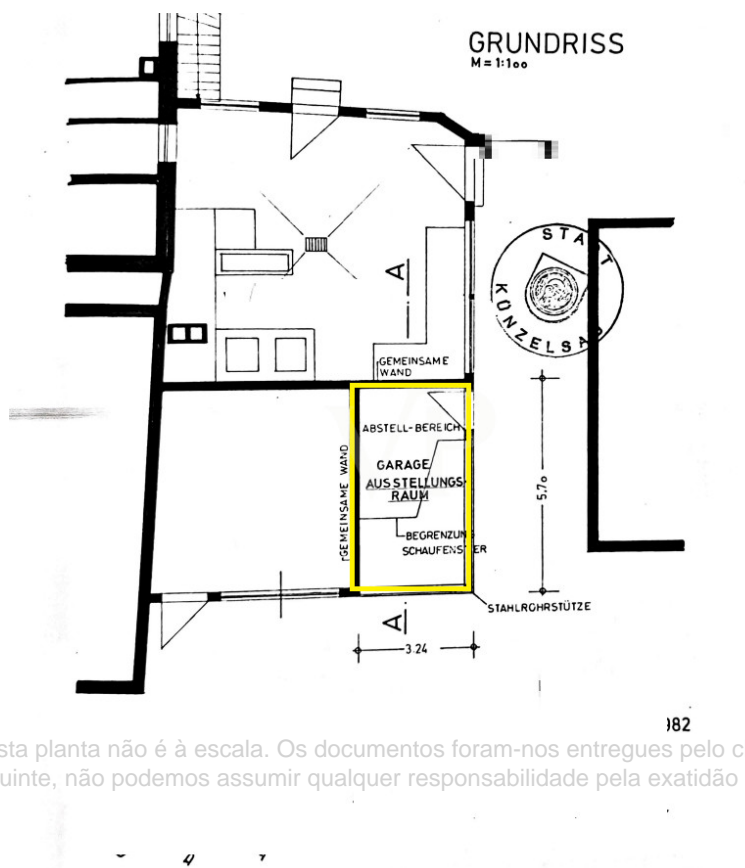 GRUNDRISS
M = 1:100
STADT
KÜNZELSAU
A
GEMEINSAME
WAND
ABSTELL-BEREICH
GARAGE
AUSSTELLUNGS-
RAUM
GEMEINSAME WAND
BEGRENZUN
SCHAUFENSTER
5.70
STAHLROHRSTÜTZE
A
3.24
982
sta planta não é à escala. Os documentos foram-nos entregues pelo c
uinte, não podemos assumir qualquer responsabilidade pela exatidão